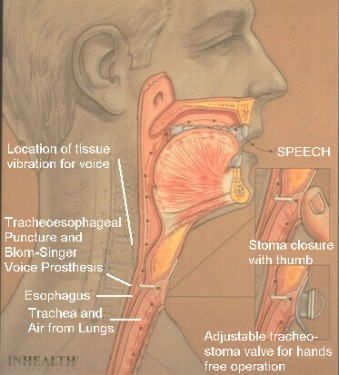 Location of tissue
vibration for voice
SPEECH
Tracheoesophageal
Puncture and
Blom-Singer
Voice Prosthesis
Stoma closure
with thumb
Esophagus
Trachea and
Air from Lungs
Adjustable tracheo-
stoma valve for hands
free operation
INHEALTH